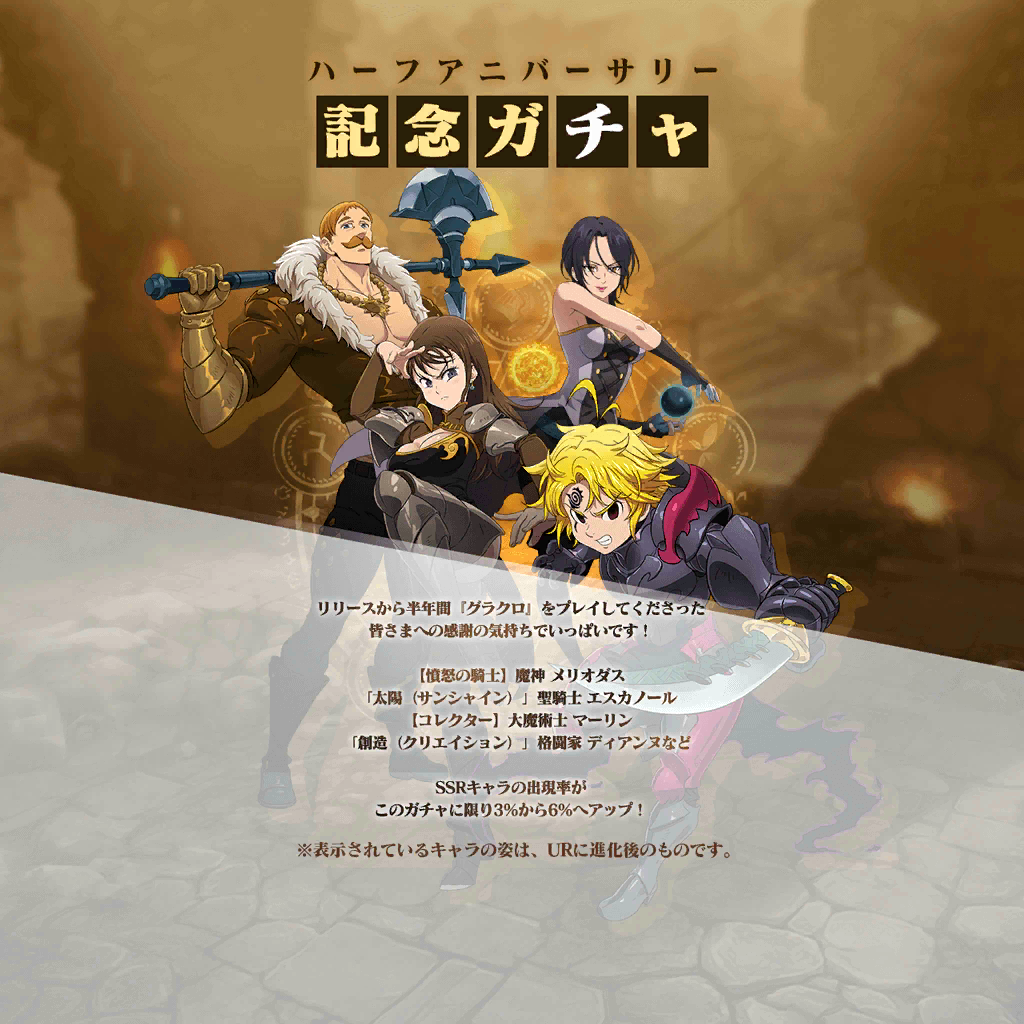 ハーフアニバーサリー
記念ガチャ
リリースから半年間『グラクロ』をプレイしてくださった
皆さまへの感謝の気持ちでいっぱいです！
【憤怒の騎士】魔神 メリオダス
「太陽（サンシャイン）」聖騎士 エスカノール
【コレクター】大魔術士 マーリン
「創造（クリエイション）」格闘家 ディアンヌなど
SSRキャラの出現率が
このガチャに限り3%から6%へアップ！
※表示されているキャラの姿は、URに進化後のものです。